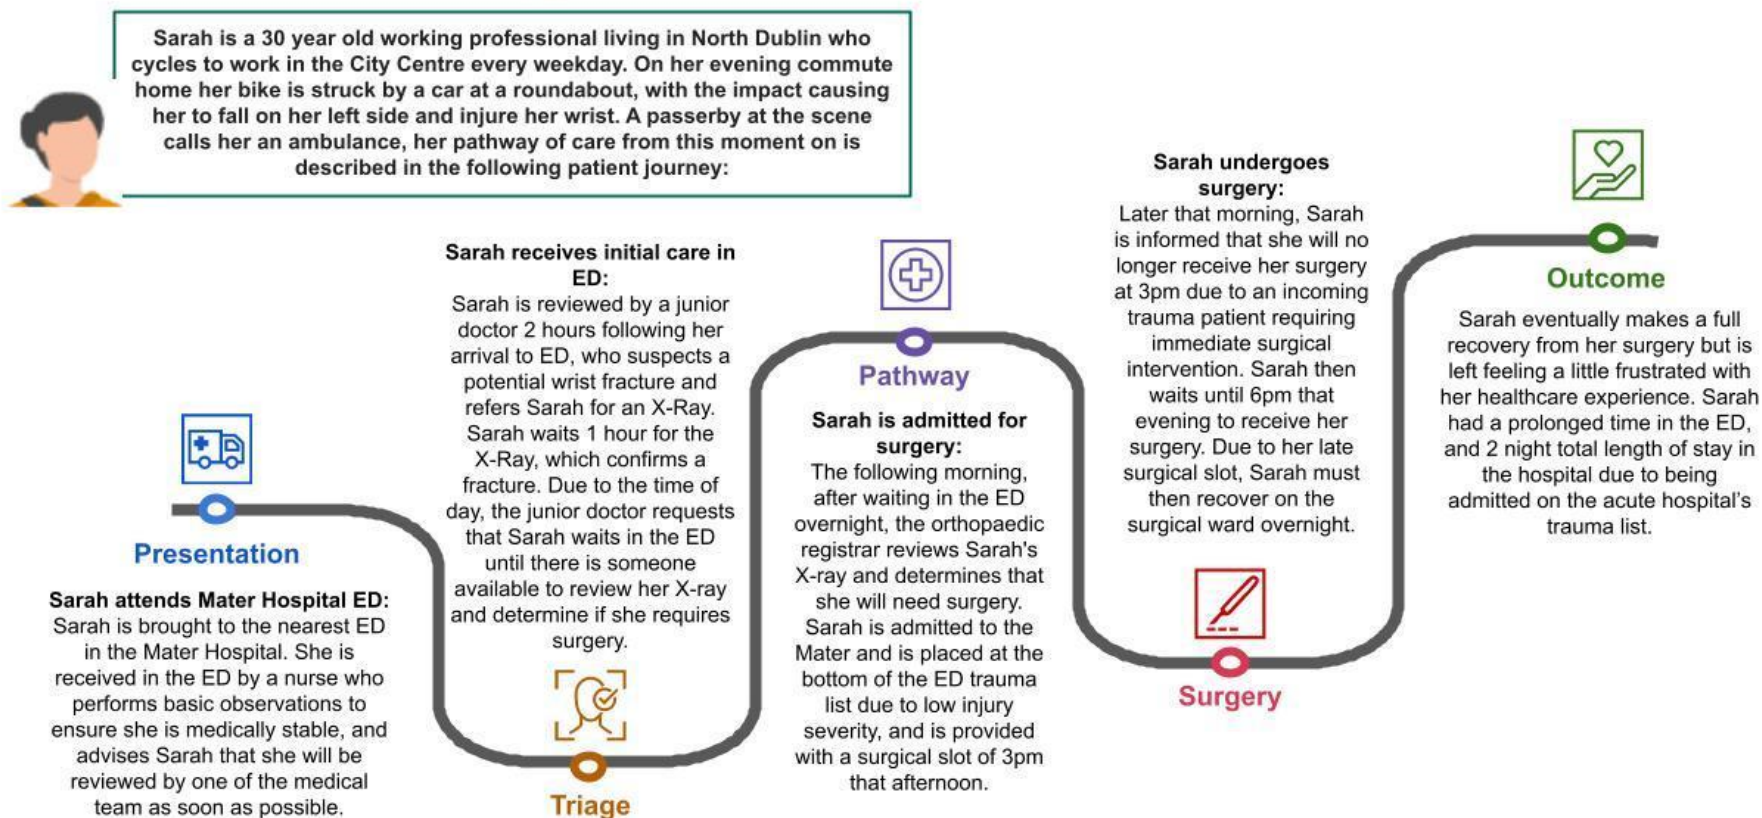 Sarah is a 30 year old working professional living in North Dublin who
cycles to work in the City Centre every weekday. On her evening commute
home her bike is struck by a car at a roundabout, with the impact causing
her to fall on her left side and injure her wrist. A passerby at the scene
calls her an ambulance, her pathway of care from this moment on is
described in the following patient journey:
Presentation
Sarah attends Mater Hospital ED:
Sarah is brought to the nearest ED
in the Mater Hospital. She is
received in the ED by a nurse who
performs basic observations to
ensure she is medically stable, and
advises Sarah that she will be
reviewed by one of the medical
team as soon as possible.
Sarah receives initial care in
ED:
Sarah is reviewed by a junior
doctor 2 hours following her
arrival to ED, who suspects a
potential wrist fracture and
refers Sarah for an X-Ray.
Sarah waits 1 hour for the
X-Ray, which confirms a
fracture. Due to the time of
day, the junior doctor requests
that Sarah waits in the ED
until there is someone
available to review her X-ray
and determine if she requires
surgery.
Triage
Pathway
Sarah is admitted for
surgery:
The following morning,
after waiting in the ED
overnight, the orthopaedic
registrar reviews Sarah's
X-ray and determines that
she will need surgery.
Sarah is admitted to the
Mater and is placed at the
bottom of the ED trauma
list due to low injury
severity, and is provided
with a surgical slot of 3pm
that afternoon.
Sarah undergoes
surgery:
Later that morning, Sarah
is informed that she will no
longer receive her surgery
at 3pm due to an incoming
trauma patient requiring
immediate surgical
intervention. Sarah then
waits until 6pm that
evening to receive her
surgery. Due to her late
surgical slot, Sarah must
then recover on the
surgical ward overnight.
Surgery
Outcome
Sarah eventually makes a full
recovery from her surgery but is
left feeling a little frustrated with
her healthcare experience. Sarah
had a prolonged time in the ED,
and 2 night total length of stay in
the hospital due to being
admitted on the acute hospital's
trauma list.